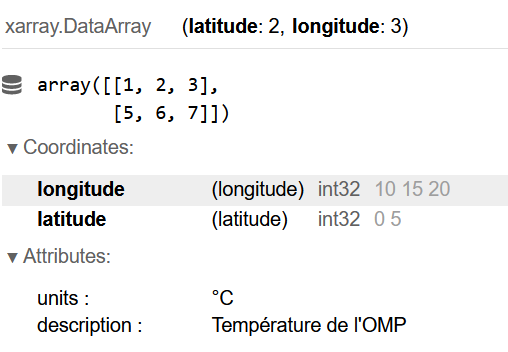 xarray.DataArray (latitude: 2, longitude: 3)
array([[1, 2, 3],
[5, 6, 7]])
▼ Coordinates:
longitude (longitude) int32 10 15 20
latitude (latitude) int32 0 5
▼ Attributes:
units : °C
description : Température de l'OMP